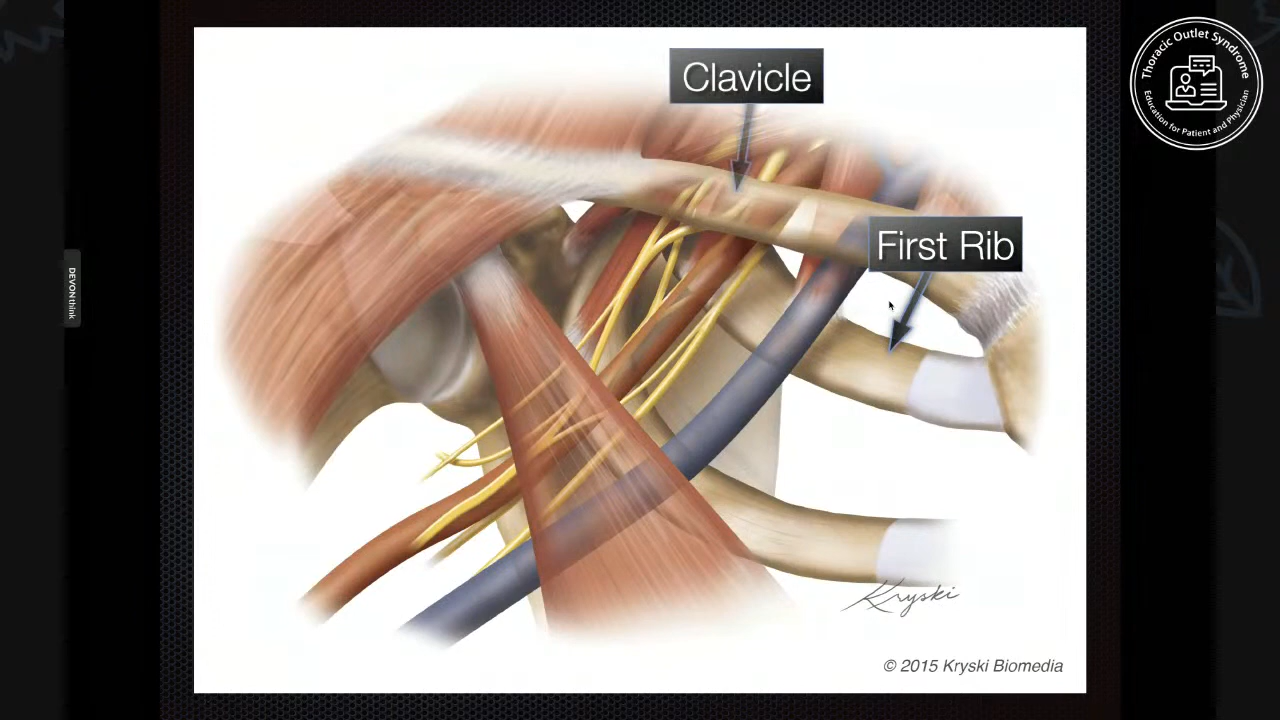 Clavicle
Thoracic Outlet Syndrome
Education for Patient and Physician
First Rib
DEVONthink
Kryski
© 2015 Kryski Biomedia